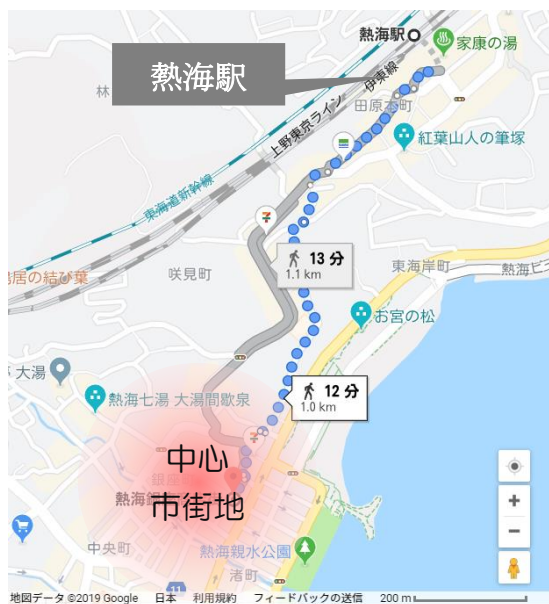 熱海駅
家康の湯
熱海駅
伊東線
田原本町
上野東京ライン
林
紅葉山人の筆塚
東海道新幹線
13 分
1.1 km
咲見町
東海岸町
居の結び葉
熱海ビ
お宮の松
大湯
12 分
1.0 km
熱海七湯 大湯間歇泉
中心
市街地
銀座
熱海銀
中央町
熱海親水公園
渚町
11
地図データ ©2019 Google 日本 利用規約 フィードバックの送信 200 m